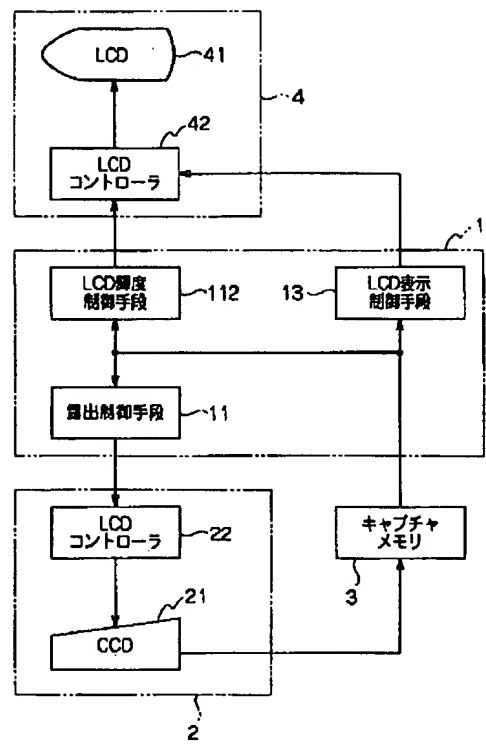 LCD
41
4
42
LCD
コントローラ
1
LCD輝度
制御手段
112
13
LCD表示
制御手段
露出制御手段
11
LCD
コントローラ
22
キャプチャ
メモリ
3
21
CCD
2